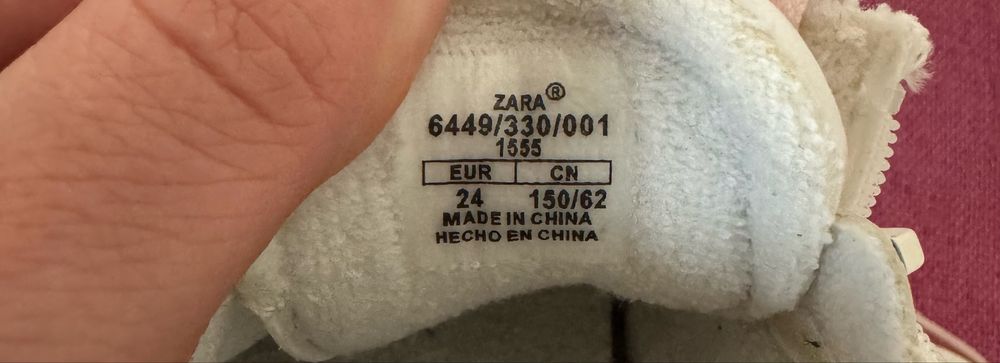 ZARA®
6449/330/001
1555
EUR CN
24 150/62
MADE IN CHINA
HECHO EN CHINA